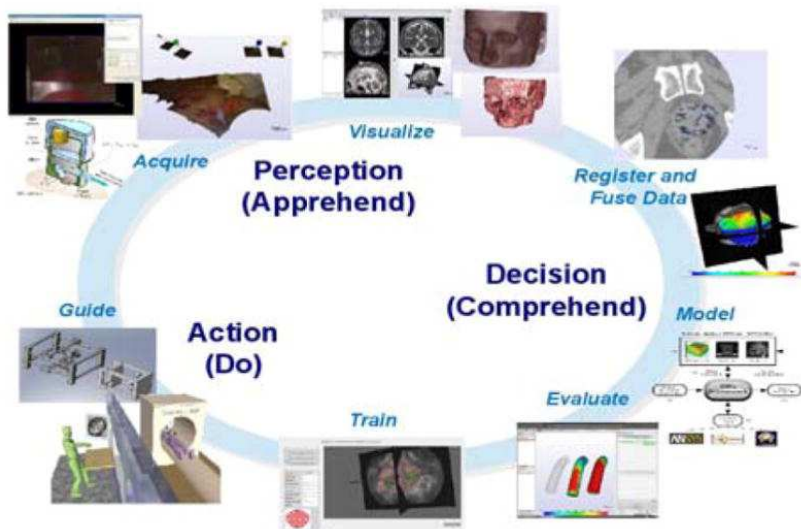 Visualize
Acquire
Perception
(Apprehend)
Register and
Fuse Data
Decision
(Comprehend)
Guide
Action
(Do)
Model
Evaluate
Train